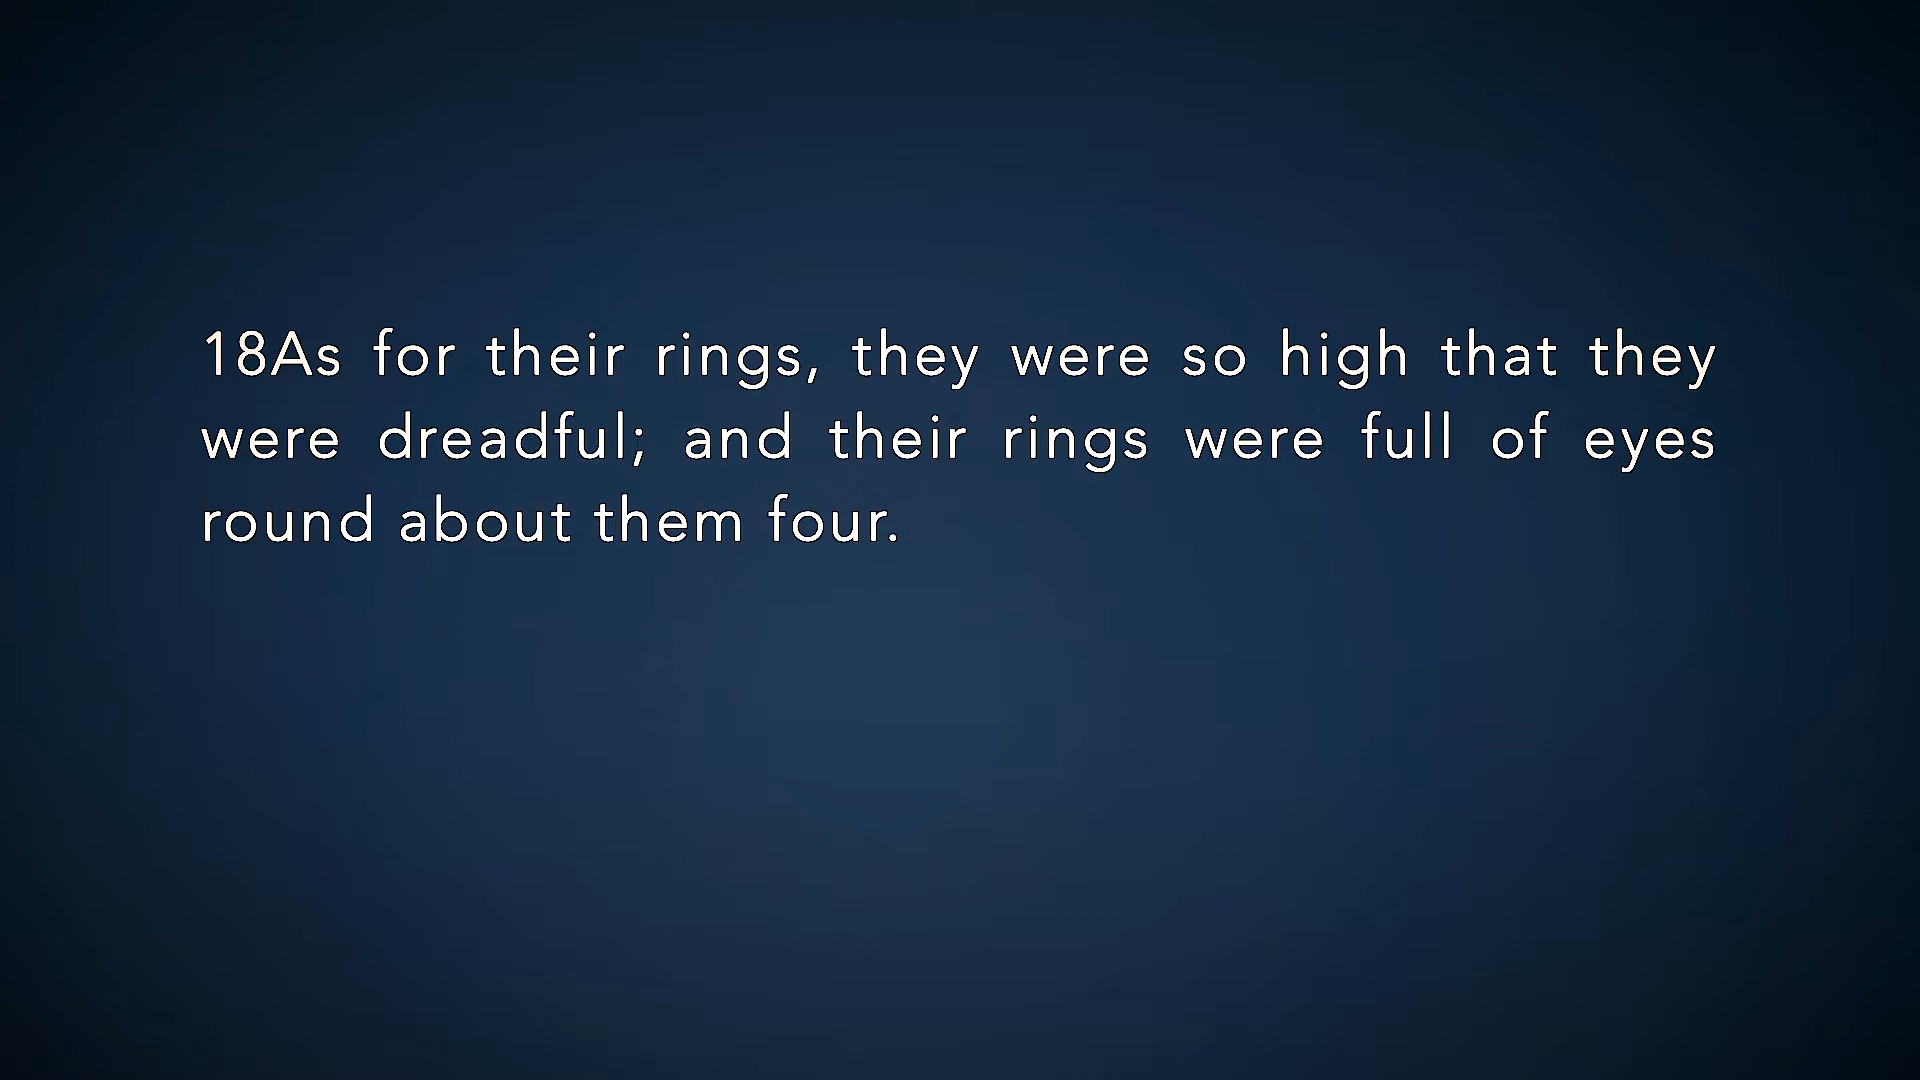 18As for their rings, they were so high that they
were dreadful; and their rings were full of eyes
round about them four.